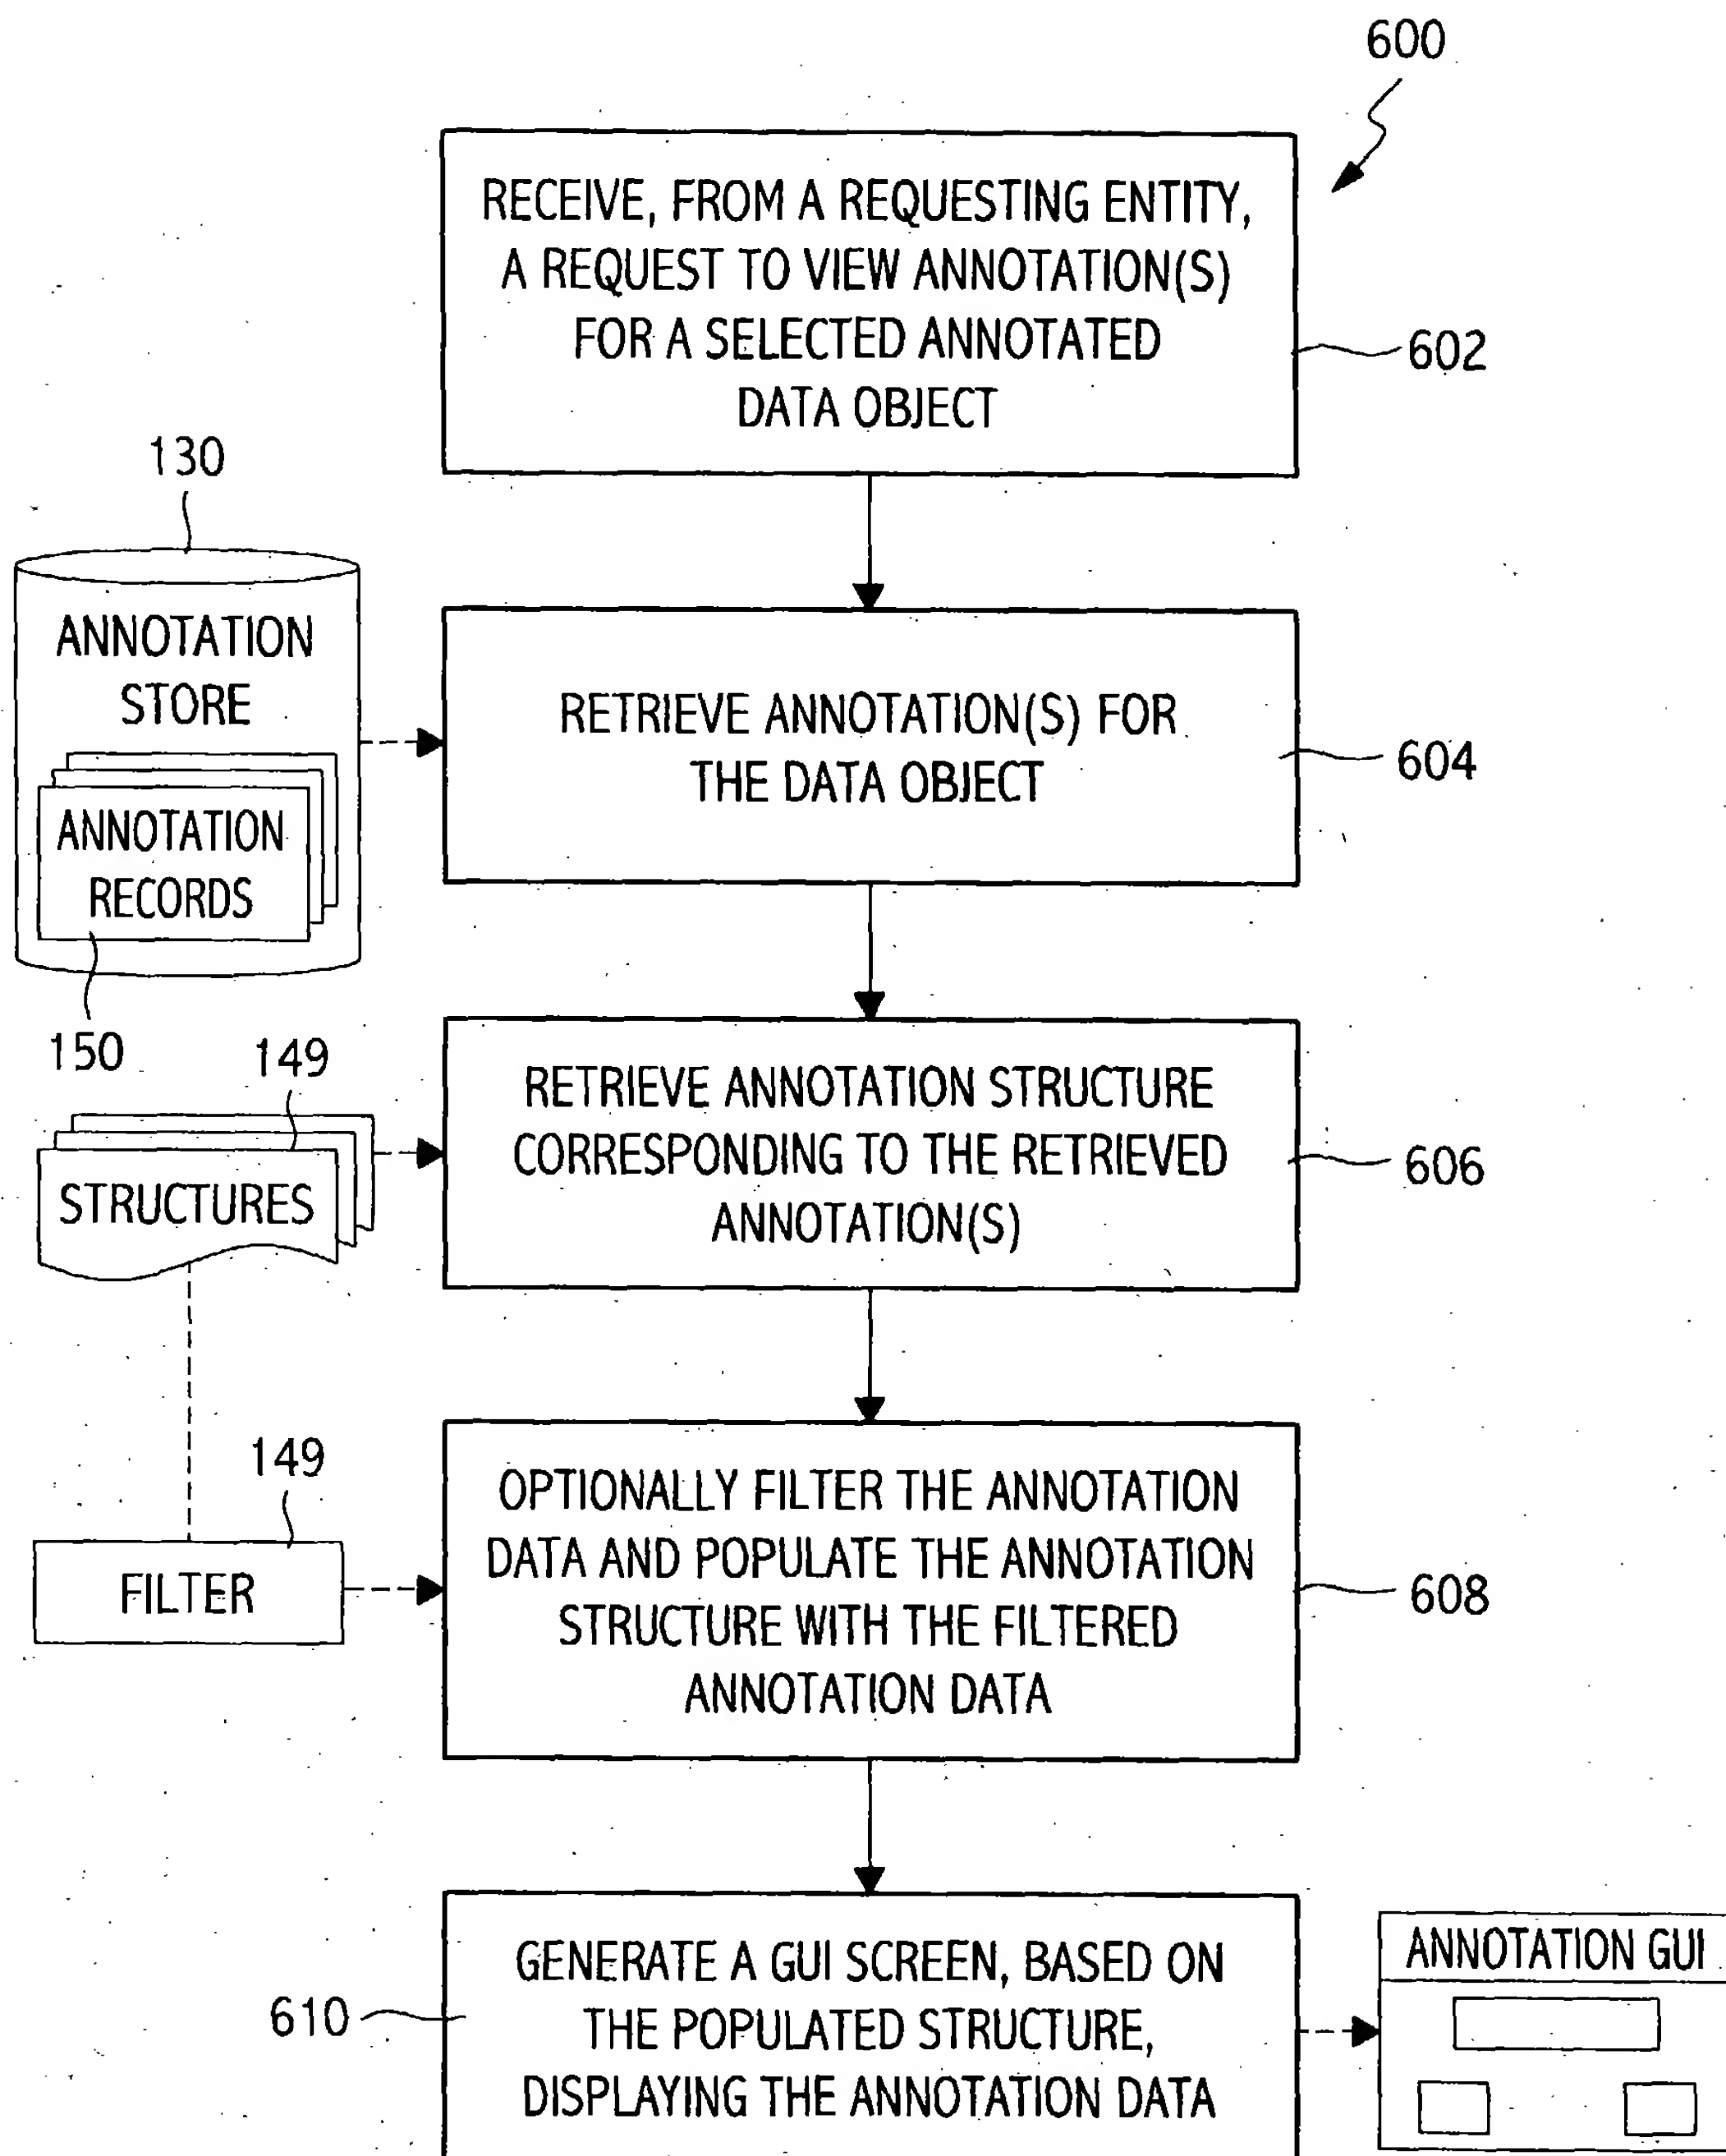 600
RECEIVE, FROM A REQUESTING ENTITY,
A REQUEST TO VIEW ANNOTATION(S)
FOR A SELECTED ANNOTATED
DATA OBJECT
602
130
ANNOTATION
STORE
ANNOTATION
RECORDS
150
RETRIEVE ANNOTATION(S) FOR
THE DATA OBJECT
604
149
STRUCTURES
RETRIEVE ANNOTATION STRUCTURE
CORRESPONDING TO THE RETRIEVED
ANNOTATION(S)
606
149
FILTER
OPTIONALLY FILTER THE ANNOTATION
DATA AND POPULATE THE ANNOTATION
STRUCTURE WITH THE FILTERED
ANNOTATION DATA
608
610
GENERATE A GUI SCREEN, BASED ON
THE POPULATED STRUCTURE,
DISPLAYING THE ANNOTATION DATA
ANNOTATION GUI